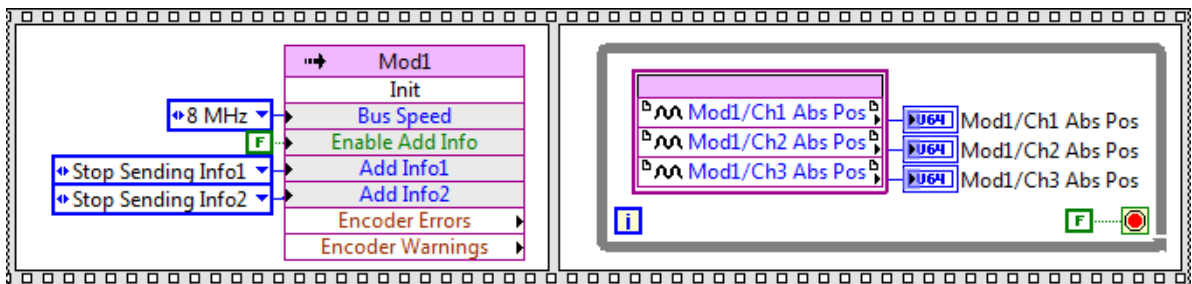 Mod1
Init
8 MHz
Bus Speed
F
Enable Add Info
Stop Sending Info1
Add Info1
Stop Sending Info2
Add Info2
Encoder Errors
Encoder Warnings
Mod1/Ch1 Abs Pos
U64
Mod1/Ch1 Abs Pos
Mod1/Ch2 Abs Pos
U64
Mod1/Ch2 Abs Pos
Mod1/Ch3 Abs Pos
U64
Mod1/Ch3 Abs Pos
i
F